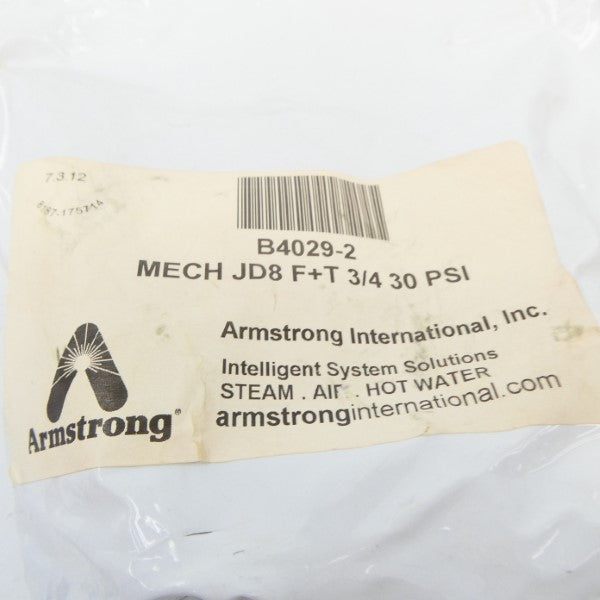 7.3.12
B4029-2
MECH JD8 F+T 3/4 30 PSI
Armstrong International, Inc.
Intelligent System Solutions
STEAM . AIR . HOT WATER
armstronginternational.com
Armstrong®